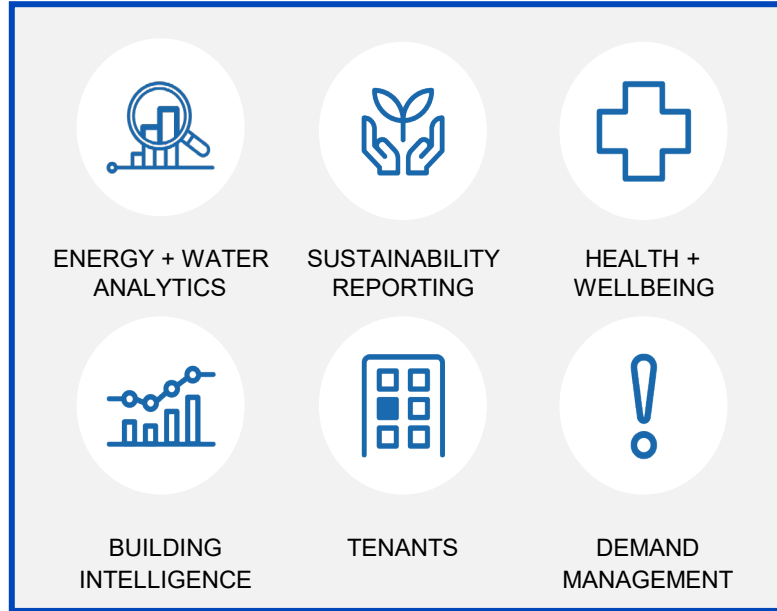 ENERGY + WATER
ANALYTICS
SUSTAINABILITY
REPORTING
HEALTH +
WELLBEING
BUILDING
INTELLIGENCE
TENANTS
DEMAND
MANAGEMENT